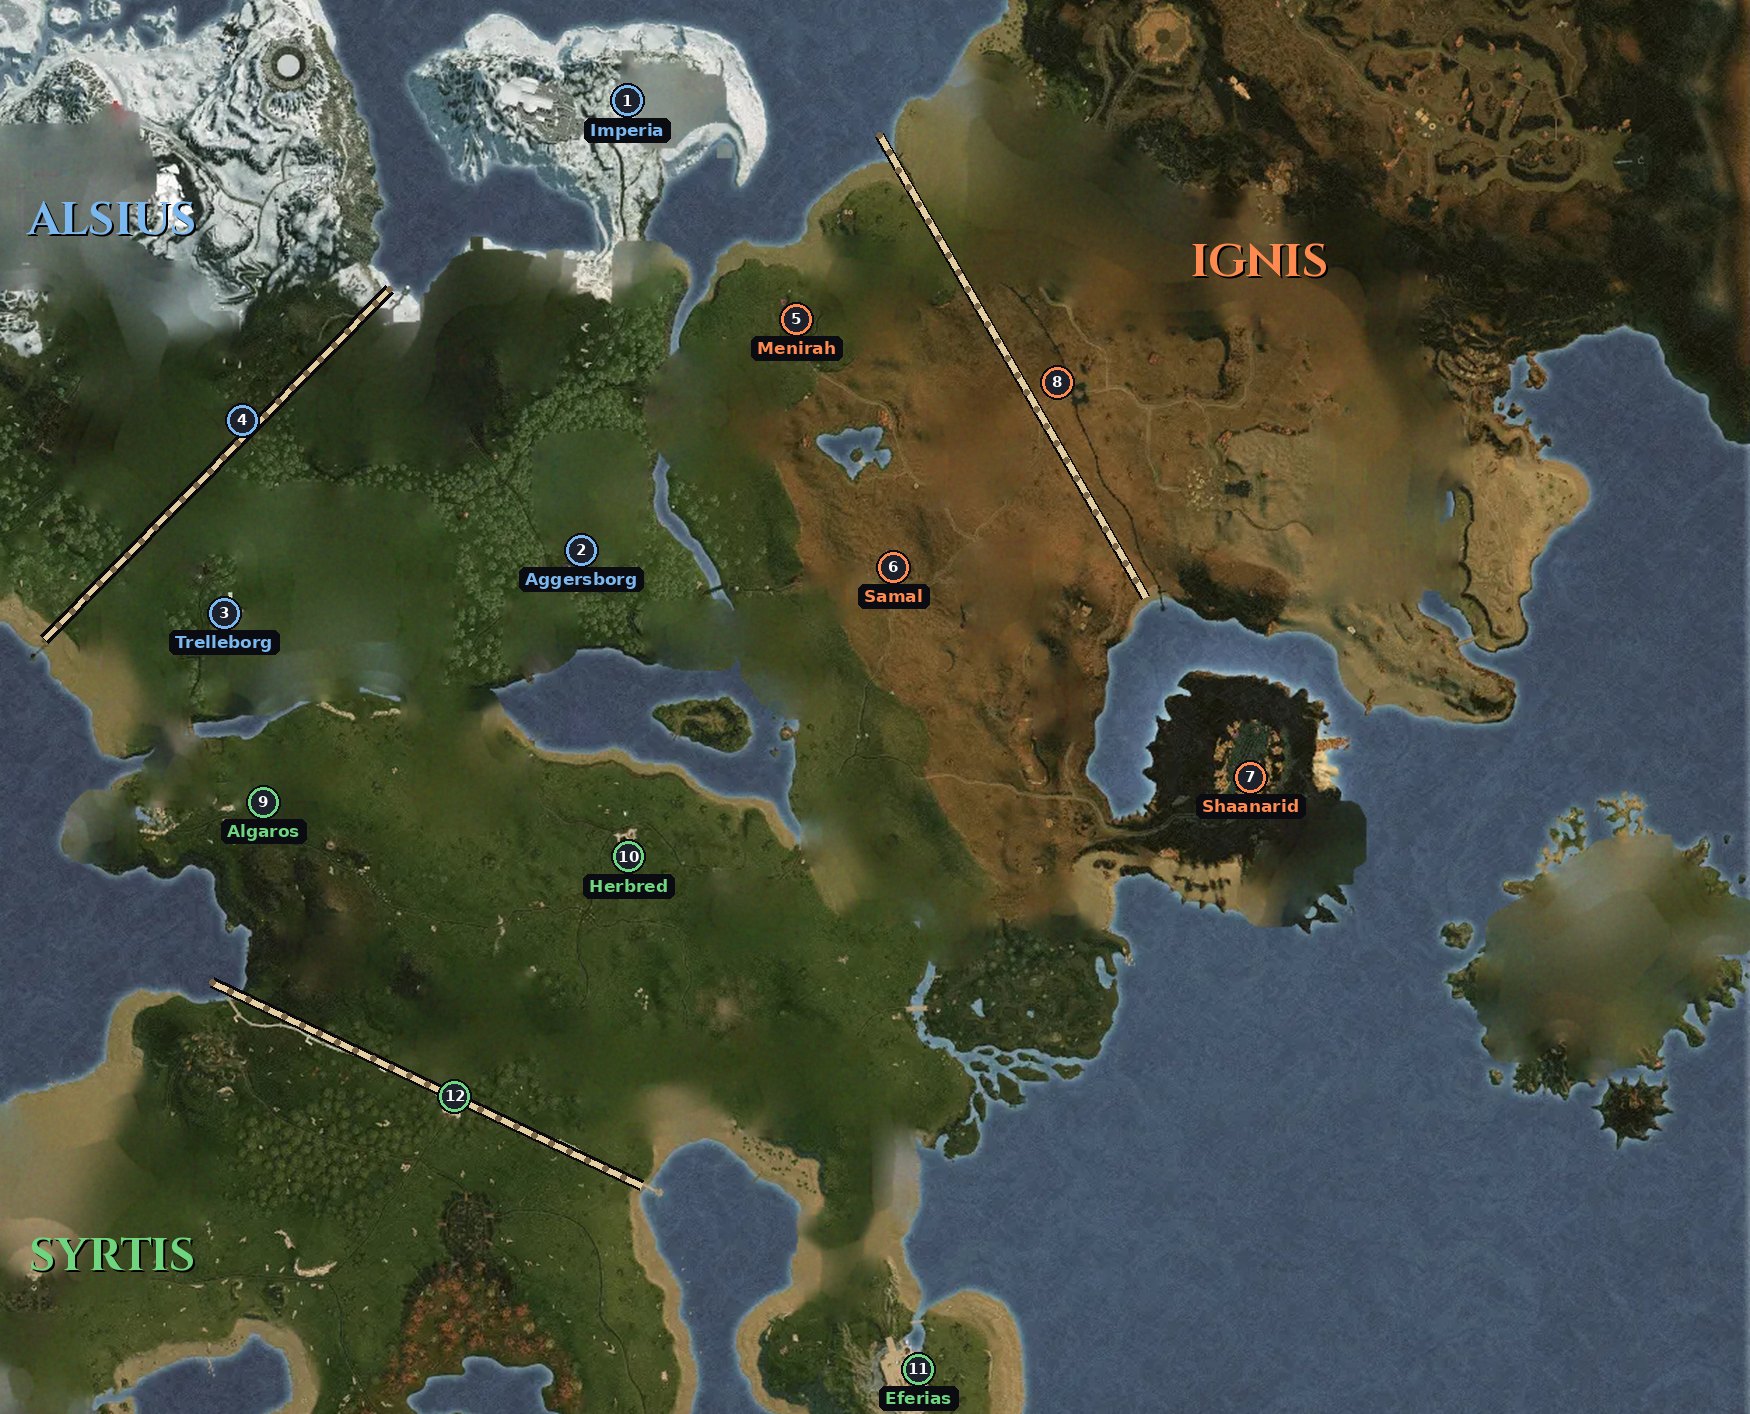 1
Imperia
ALSIUS
IGNIS
5
Menirah
8
4
2
Aggersborg
6
Samal
3
Trelleborg
7
Shaanarid
9
Algaros
10
Herbred
12
SYRTIS
11
Eferias